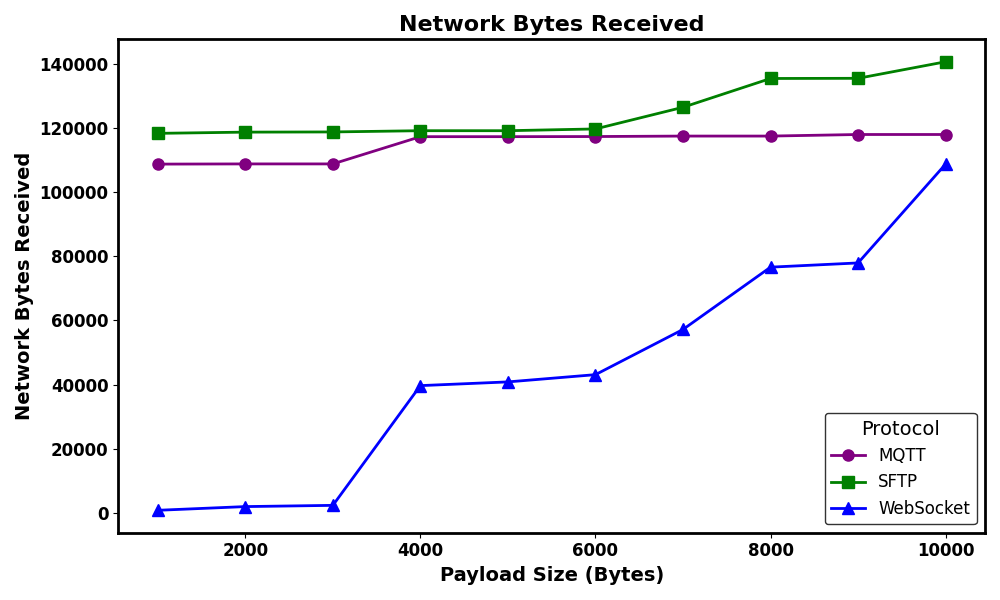 Network Bytes Received
Network Bytes Received
140000
120000
100000
80000
60000
40000
20000
0
2000 4000 6000 8000 10000
Payload Size (Bytes)
Protocol
MQTT
SFTP
WebSocket